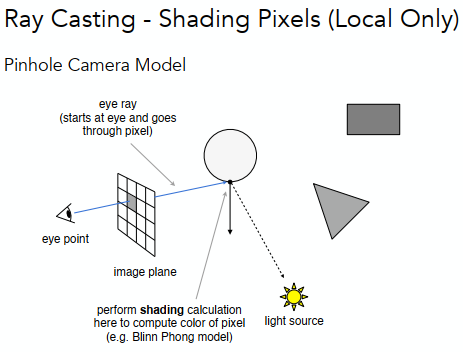 Ray Casting - Shading Pixels (Local Only)
Pinhole Camera Model
eye ray
(starts at eye and goes
through pixel)
eye point
image plane
perform shading calculation
here to compute color of pixel
(e.g. Blinn Phong model)
light source